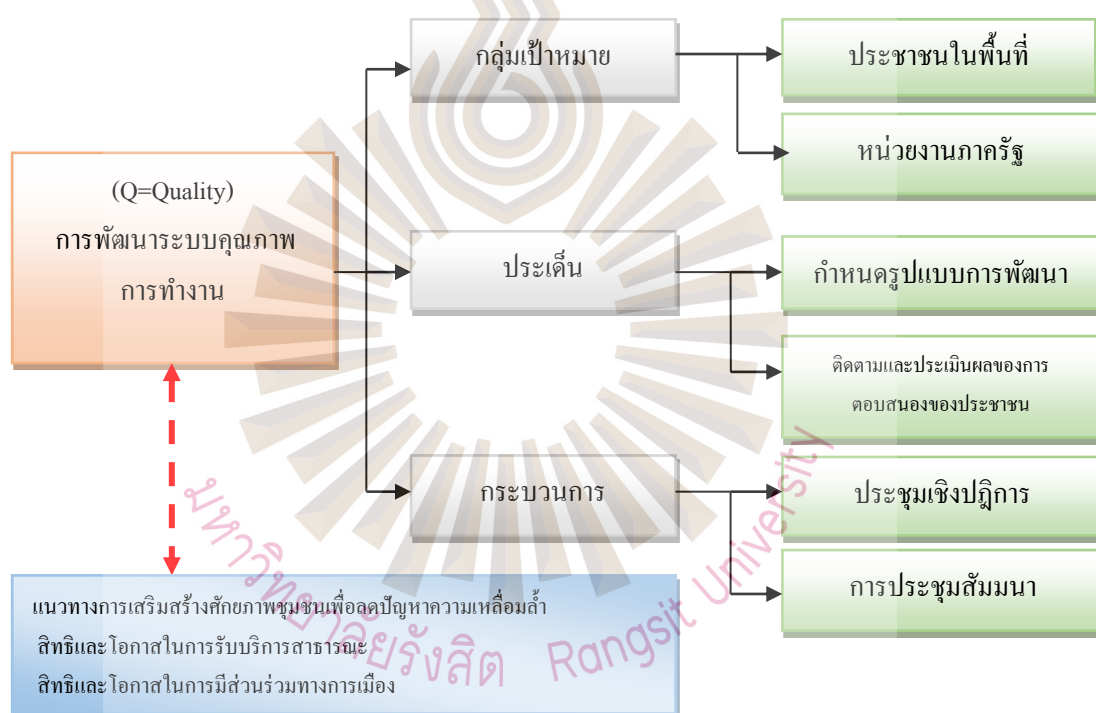 กลุ่มเป้าหมาย
ประชาชนในพื้นที่
หน่วยงานภาครัฐ
(Q=Quality)
การพัฒนาระบบคุณภาพ
การทำงาน
ประเด็น
กำหนดรูปแบบการพัฒนา
ติดตามและประเมินผลของการ
ตอบสนองของประชาชน
กระบวนการ
ประชุมเชิงปฎิการ
การประชุมสัมมนา
แนวทางการเสริมสร้างศักยภาพชุมชนเพื่อลดปัญหาความเหลื่อมล้ำ
สิทธิและโอกาสในการรับบริการสาธารณะ
สิทธิและโอกาสในการมีส่วนร่วมทางการเมือง
มหาวิทยาลัยรังสิต Rangsit University